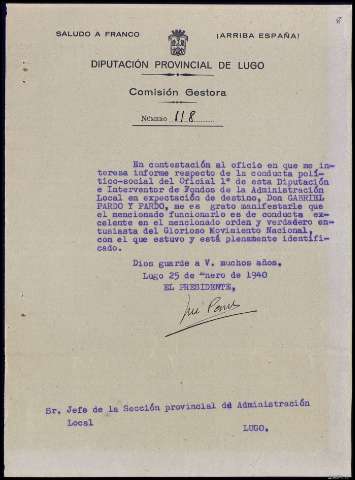 8
SALUDO A FRANCO ¡ARRIBA ESPAÑA!
DIPUTACIÓN PROVINCIAL DE LUGO
Comisión Gestora
NÚMERO 118
En contestación al oficio en que me in-
teresa informe respecto de la conducta polí-
tico-social del Oficial 1º de esta Diputación
e Interventor de Fondos de la Administración
Local en expectación de destino, Don GABRIEL
PARDO Y PARDO, me es grato manifestarle que
el mencionado funcionario es de conducta exce-
lente en el mencionado orden y verdadero en-
tusiasta del Glorioso Movimiento Nacional,
con el que estuvo y está plenamente identifi-
cado.
Dios guarde a V. muchos años.
Lugo 25 de enero de 1940
EL PRESIDENTE,
Sr. Jefe de la Sección provincial de Administración
Local LUGO.